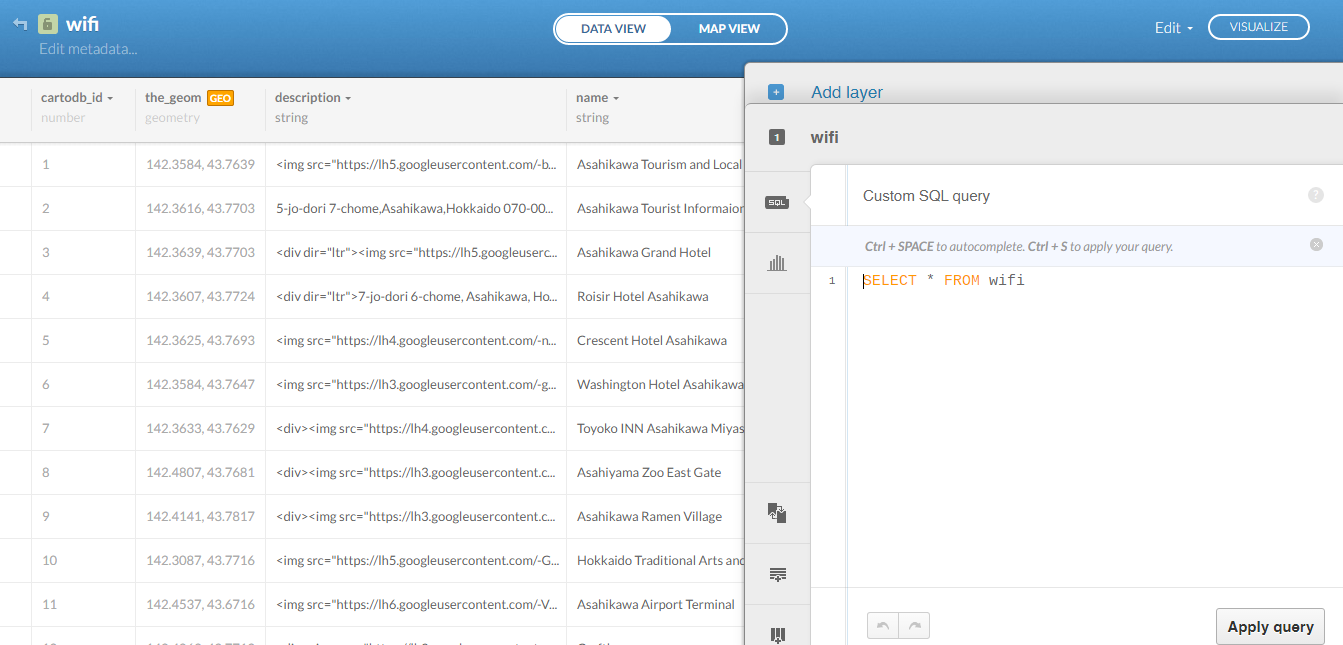 wifi
Edit metadata...
DATA VIEW MAP VIEW
Edit VISUALIZE
cartodb_id the_geom GEO description name
number geometry string string
1 142.3584, 43.7639 <img src="https://lh5.googleusercontent.com/-b... Asahikawa Tourism and Local
2 142.3616, 43.7703 5-jo-dori 7-chome,Asahikawa,Hokkaido 070-00... Asahikawa Tourist Informaion
3 142.3639, 43.7703 <div dir="ltr"><img src="https://lh5.googleuserc... Asahikawa Grand Hotel
4 142.3607, 43.7724 <div dir="ltr">7-jo-dori 6-chome, Asahikawa, Ho... Roisir Hotel Asahikawa
5 142.3625, 43.7693 <img src="https://lh4.googleusercontent.com/-n... Crescent Hotel Asahikawa
6 142.3584, 43.7647 <img src="https://lh3.googleusercontent.com/-g... Washington Hotel Asahikawa
7 142.3633, 43.7629 <div><img src="https://lh4.googleusercontent.c... Toyoko INN Asahikawa Miyas
8 142.4807, 43.7681 <div><img src="https://lh3.googleusercontent.c... Asahiyama Zoo East Gate
9 142.4141, 43.7817 <div><img src="https://lh3.googleusercontent.c... Asahikawa Ramen Village
10 142.3087, 43.7716 <img src="https://lh5.googleusercontent.com/-G... Hokkaido Traditional Arts and
11 142.4537, 43.6716 <img src="https://lh6.googleusercontent.com/-V... Asahikawa Airport Terminal
+ Add layer
1 wifi
SQL
Custom SQL query ?
Ctrl + SPACE to autocomplete. Ctrl + S to apply your query.
1 SELECT * FROM wifi
Apply query